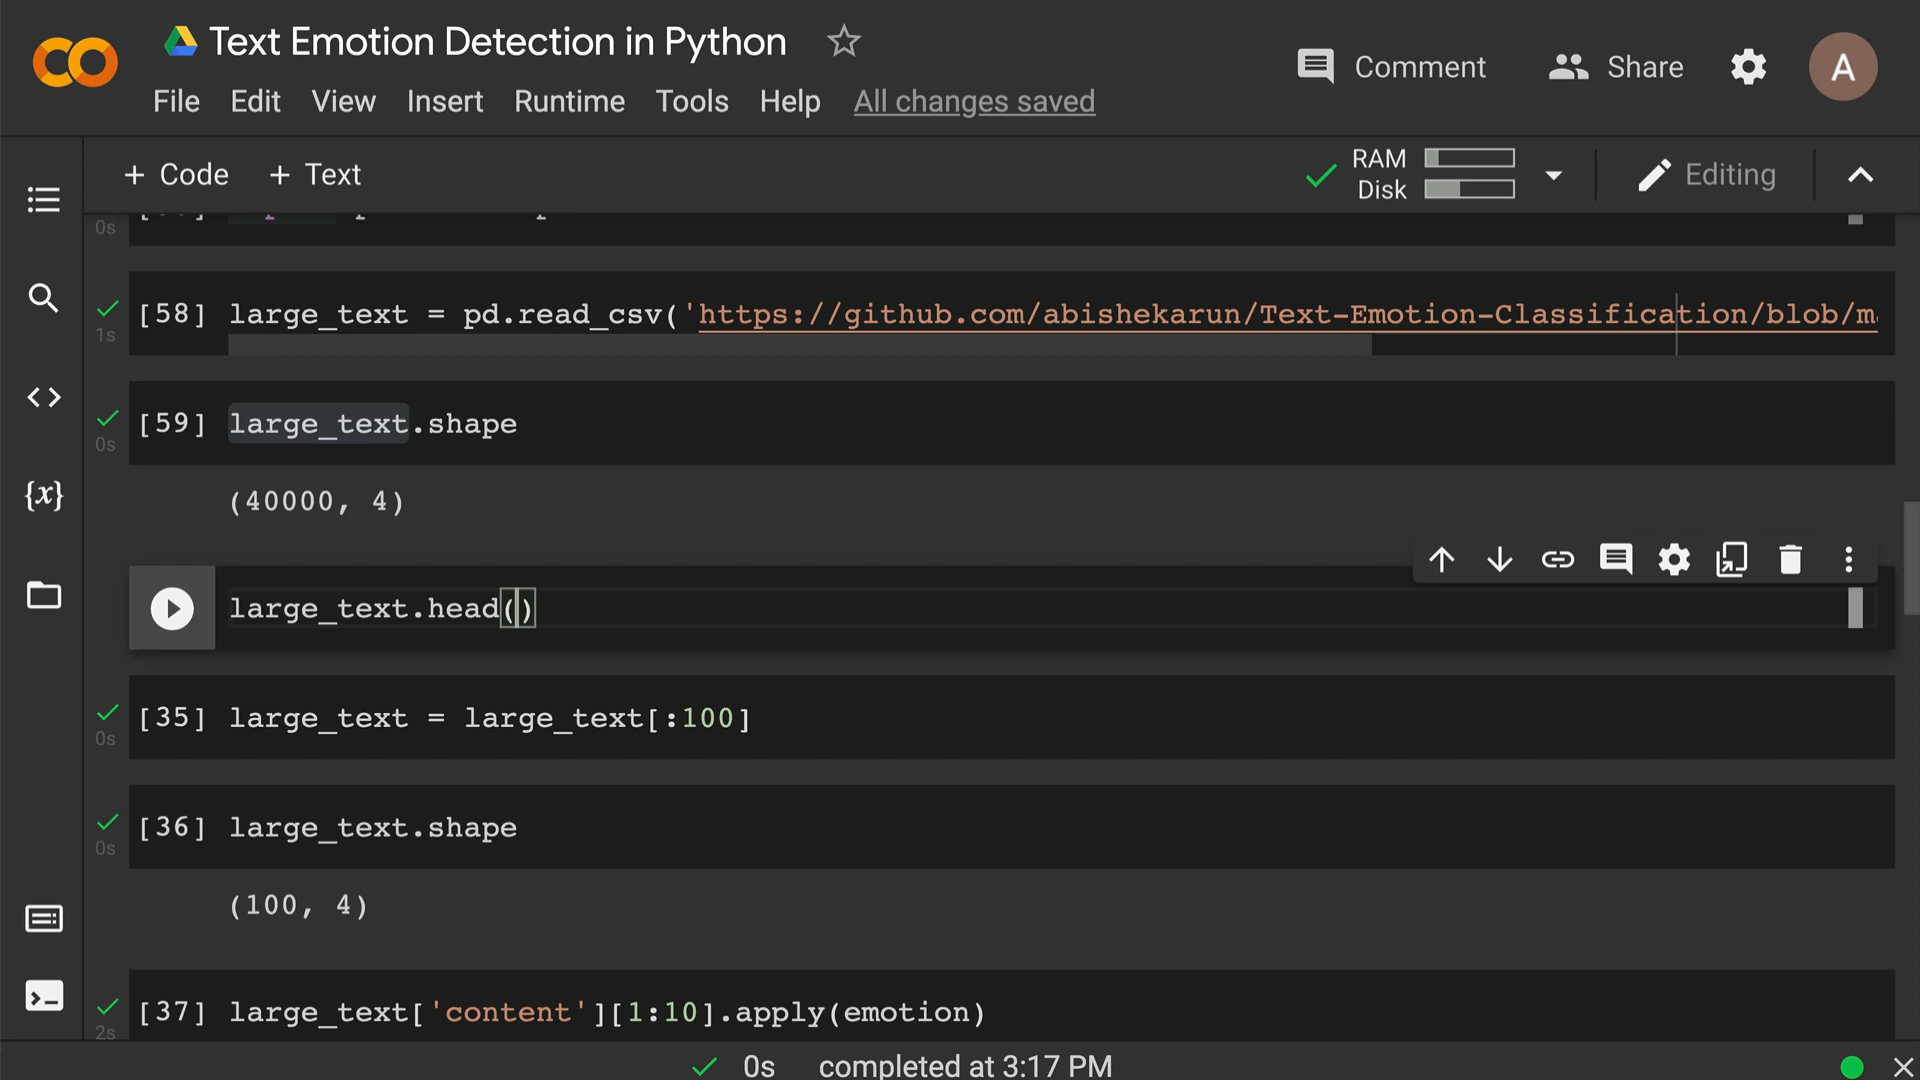 Text Emotion Detection in Python
Comment
Share
A
File Edit View Insert Runtime Tools Help All changes saved
+ Code + Text
RAM
Disk
Editing
0s
[58] large_text = pd.read_csv('https://github.com/abishekarun/Text-Emotion-Classification/blob/m
1s
[59] large_text.shape
0s
(40000, 4)
{x}
large_text.head()
[35] large_text = large_text[:100]
0s
[36] large_text.shape
0s
(100, 4)
[37] large_text['content'][1:10].apply(emotion)
2s
0s completed at 3:17 PM